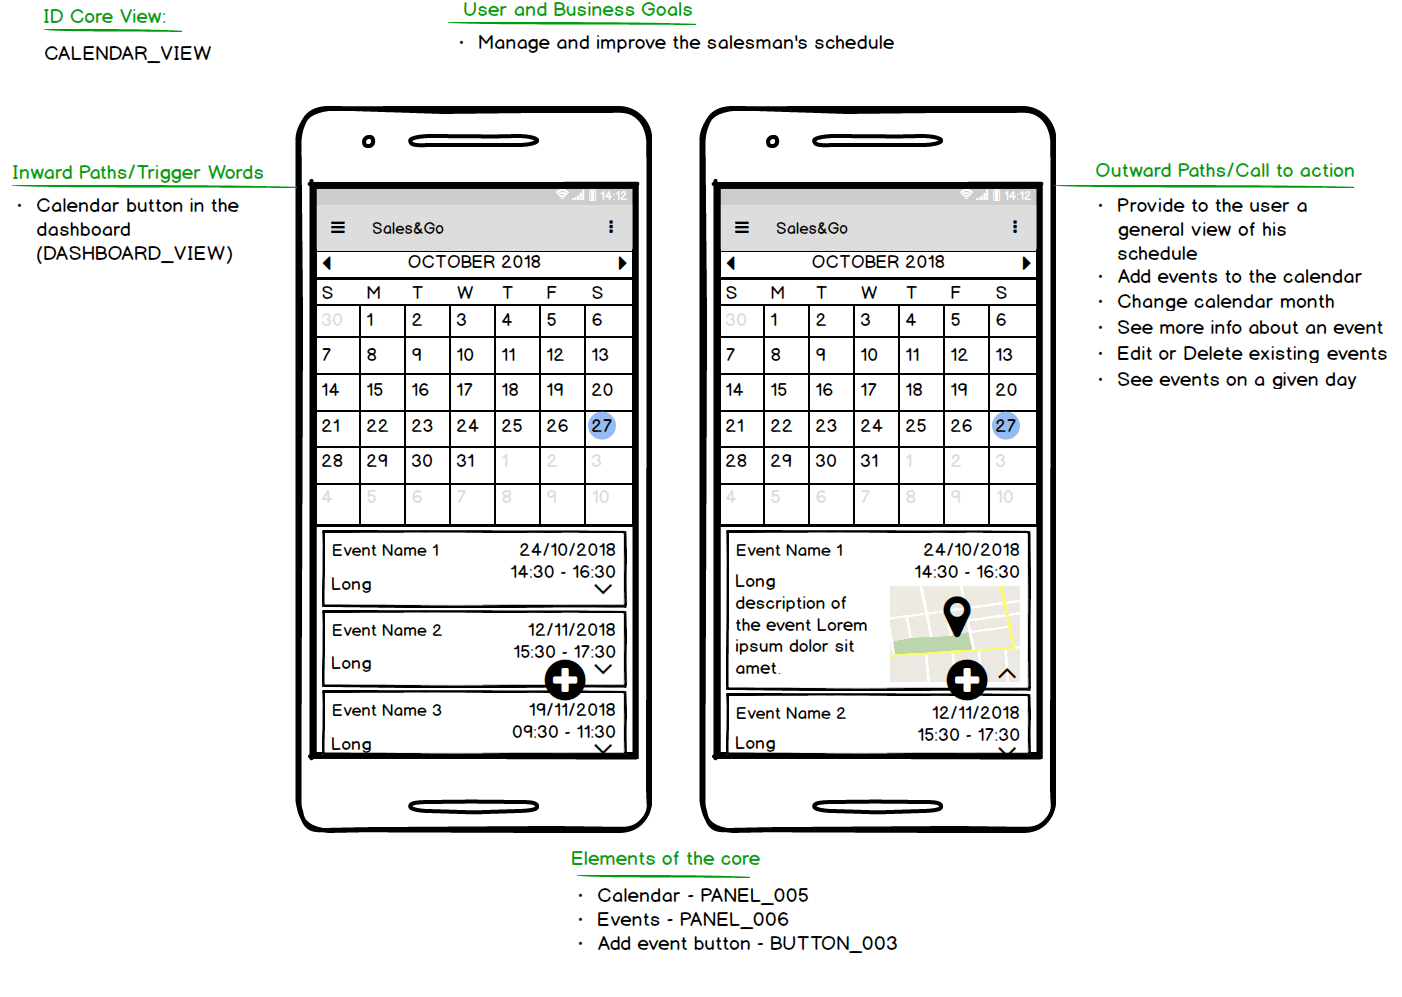 ID Core View:
CALENDAR_VIEW
User and Business Goals
· Manage and improve the salesman's schedule
Inward Paths/Trigger Words
· Calendar button in the
dashboard
(DASHBOARD_VIEW)
14:12
Sales&Go
OCTOBER 2018
S M T W T F S
30 1 2 3 4 5 6
7 8 9 10 11 12 13
14 15 16 17 18 19 20
21 22 23 24 25 26 27
28 29 30 31 1 2 3
4 5 6 7 8 9 10
Event Name 1 24/10/2018
14:30 - 16:30
Long
Event Name 2 12/11/2018
15:30 - 17:30
Long
Event Name 3 19/11/2018
09:30 - 11:30
Long
14:12
Sales&Go
OCTOBER 2018
S M T W T F S
30 1 2 3 4 5 6
7 8 9 10 11 12 13
14 15 16 17 18 19 20
21 22 23 24 25 26 27
28 29 30 31 1 2 3
4 5 6 7 8 9 10
Event Name 1 24/10/2018
14:30 - 16:30
Long
description of
the event Lorem
ipsum dolor sit
amet.
Event Name 2 12/11/2018
15:30 - 17:30
Long
Outward Paths/Call to action
· Provide to the user a
general view of his
schedule
· Add events to the calendar
· Change calendar month
· See more info about an event
· Edit or Delete existing events
· See events on a given day
Elements of the core
· Calendar - PANEL_005
· Events - PANEL_006
· Add event button - BUTTON_003